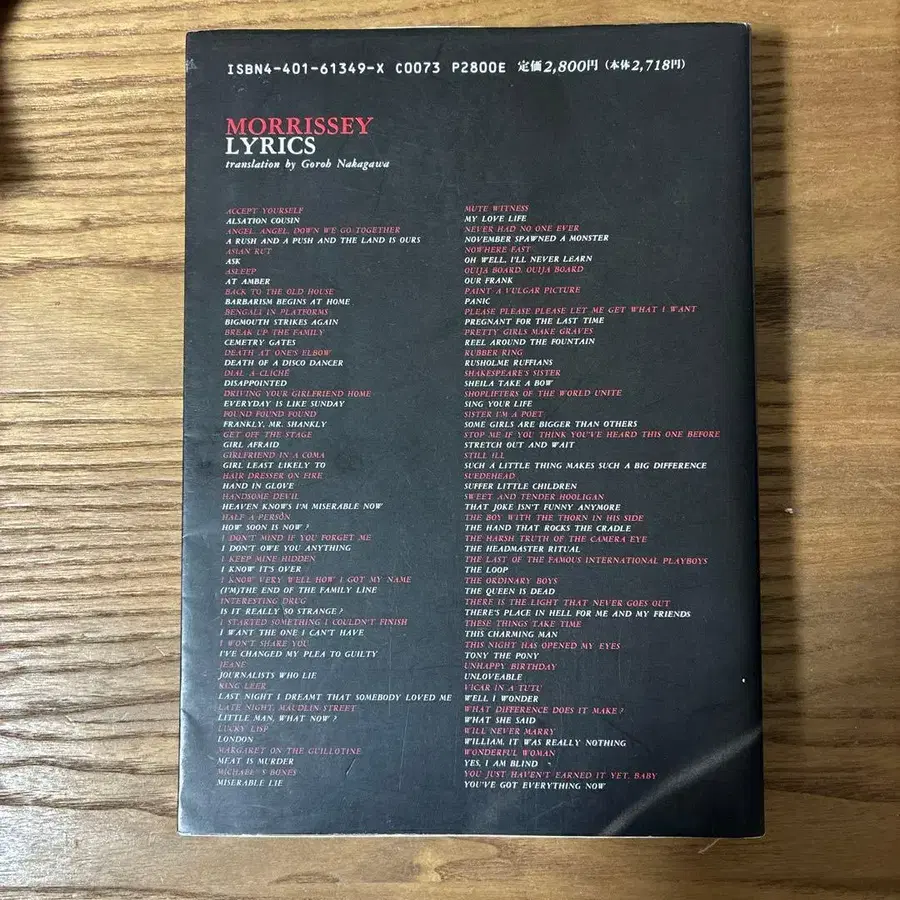 ISBN4-401-61349-X C0073 P2800E 定価2,800円(本体2,718円)
MORRISSEY
LYRICS
translation by Goroh Nakagawa
ACCEPT YOURSELF
ALSATION COUSIN
ANGEL, ANGEL, DOWN WE GO TOGETHER
A RUSH AND A PUSH AND THE LAND IS OURS
ASIAN RUT
ASK
ASLEEP
AT AMBER
BACK TO THE OLD HOUSE
BARBARISM BEGINS AT HOME
BENGALI IN PLATFORMS
BIGMOUTH STRIKES AGAIN
BREAK UP THE FAMILY
CEMETRY GATES
DEATH AT ONE'S ELBOW
DEATH OF A DISCO DANCER
DIAL A-CLICHÉ
DISAPPOINTED
DRIVING YOUR GIRLFRIEND HOME
EVERYDAY IS LIKE SUNDAY
FOUND FOUND FOUND
FRANKLY, MR. SHANKLY
GET OFF THE STAGE
GIRL AFRAID
GIRLFRIEND IN A COMA
GIRL LEAST LIKELY TO
HAIR DRESSER ON FIRE
HAND IN GLOVE
HANDSOME DEVIL
HEAVEN KNOWS I'M MISERABLE NOW
HALF A PERSON
HOW SOON IS NOW?
I DON'T MIND IF YOU FORGET ME
I DON'T OWE YOU ANYTHING
I KEEP MINE HIDDEN
I KNOW IT'S OVER
I KNOW VERY WELL HOW I GOT MY NAME
(I'M)THE END OF THE FAMILY LINE
INTERESTING DRUG
IS IT REALLY SO STRANGE?
I STARTED SOMETHING I COULDN'T FINISH
I WANT THE ONE I CAN'T HAVE
I WON'T SHARE YOU
I'VE CHANGED MY PLEA TO GUILTY
JEANE
JOURNALISTS WHO LIE
KING LEER
LAST NIGHT I DREAMT THAT SOMEBODY LOVED ME
LATE NIGHT, MAUDLIN STREET
LITTLE MAN, WHAT NOW?
LUCKY LISP
LONDON
MARGARET ON THE GUILLOTINE
MEAT IS MURDER
MICHAEL'S BONES
MISERABLE LIE
MUTE WITNESS
MY LOVE LIFE
NEVER HAD NO ONE EVER
NOVEMBER SPAWNED A MONSTER
NOWHERE FAST
OH WELL, I'LL NEVER LEARN
OUIJA BOARD, OUIJA BOARD
OUR FRANK
PAINT A VULGAR PICTURE
PANIC
PLEASE PLEASE PLEASE LET ME GET WHAT I WANT
PREGNANT FOR THE LAST TIME
PRETTY GIRLS MAKE GRAVES
REEL AROUND THE FOUNTAIN
RUBBER RING
RUSHOLME RUFFIANS
SHAKESPEARE'S SISTER
SHEILA TAKE A BOW
SHOPLIFTERS OF THE WORLD UNITE
SING YOUR LIFE
SISTER I'M A POET
SOME GIRLS ARE BIGGER THAN OTHERS
STOP ME IF YOU THINK YOU'VE HEARD THIS ONE BEFORE
STRETCH OUT AND WAIT
STILL ILL
SUCH A LITTLE THING MAKES SUCH A BIG DIFFERENCE
SUEDEHEAD
SUFFER LITTLE CHILDREN
SWEET AND TENDER HOOLIGAN
THAT JOKE ISN'T FUNNY ANYMORE
THE BOY WITH THE THORN IN HIS SIDE
THE HAND THAT ROCKS THE CRADLE
THE HARSH TRUTH OF THE CAMERA EYE
THE HEADMASTER RITUAL
THE LAST OF THE FAMOUS INTERNATIONAL PLAYBOYS
THE LOOP
THE ORDINARY BOYS
THE QUEEN IS DEAD
THERE IS THE LIGHT THAT NEVER GOES OUT
THERE'S PLACE IN HELL FOR ME AND MY FRIENDS
THESE THINGS TAKE TIME
THIS CHARMING MAN
THIS NIGHT HAS OPENED MY EYES
TONY THE PONY
UNHAPPY BIRTHDAY
UNLOVEABLE
VICAR IN A TUTU
WELL I WONDER
WHAT DIFFERENCE DOES IT MAKE?
WHAT SHE SAID
WILL NEVER MARRY
WILLIAM, IT WAS REALLY NOTHING
WONDERFUL WOMAN
YES, I AM BLIND
YOU JUST HAVEN'T EARNED IT YET, BABY
YOU'VE GOT EVERYTHING NOW